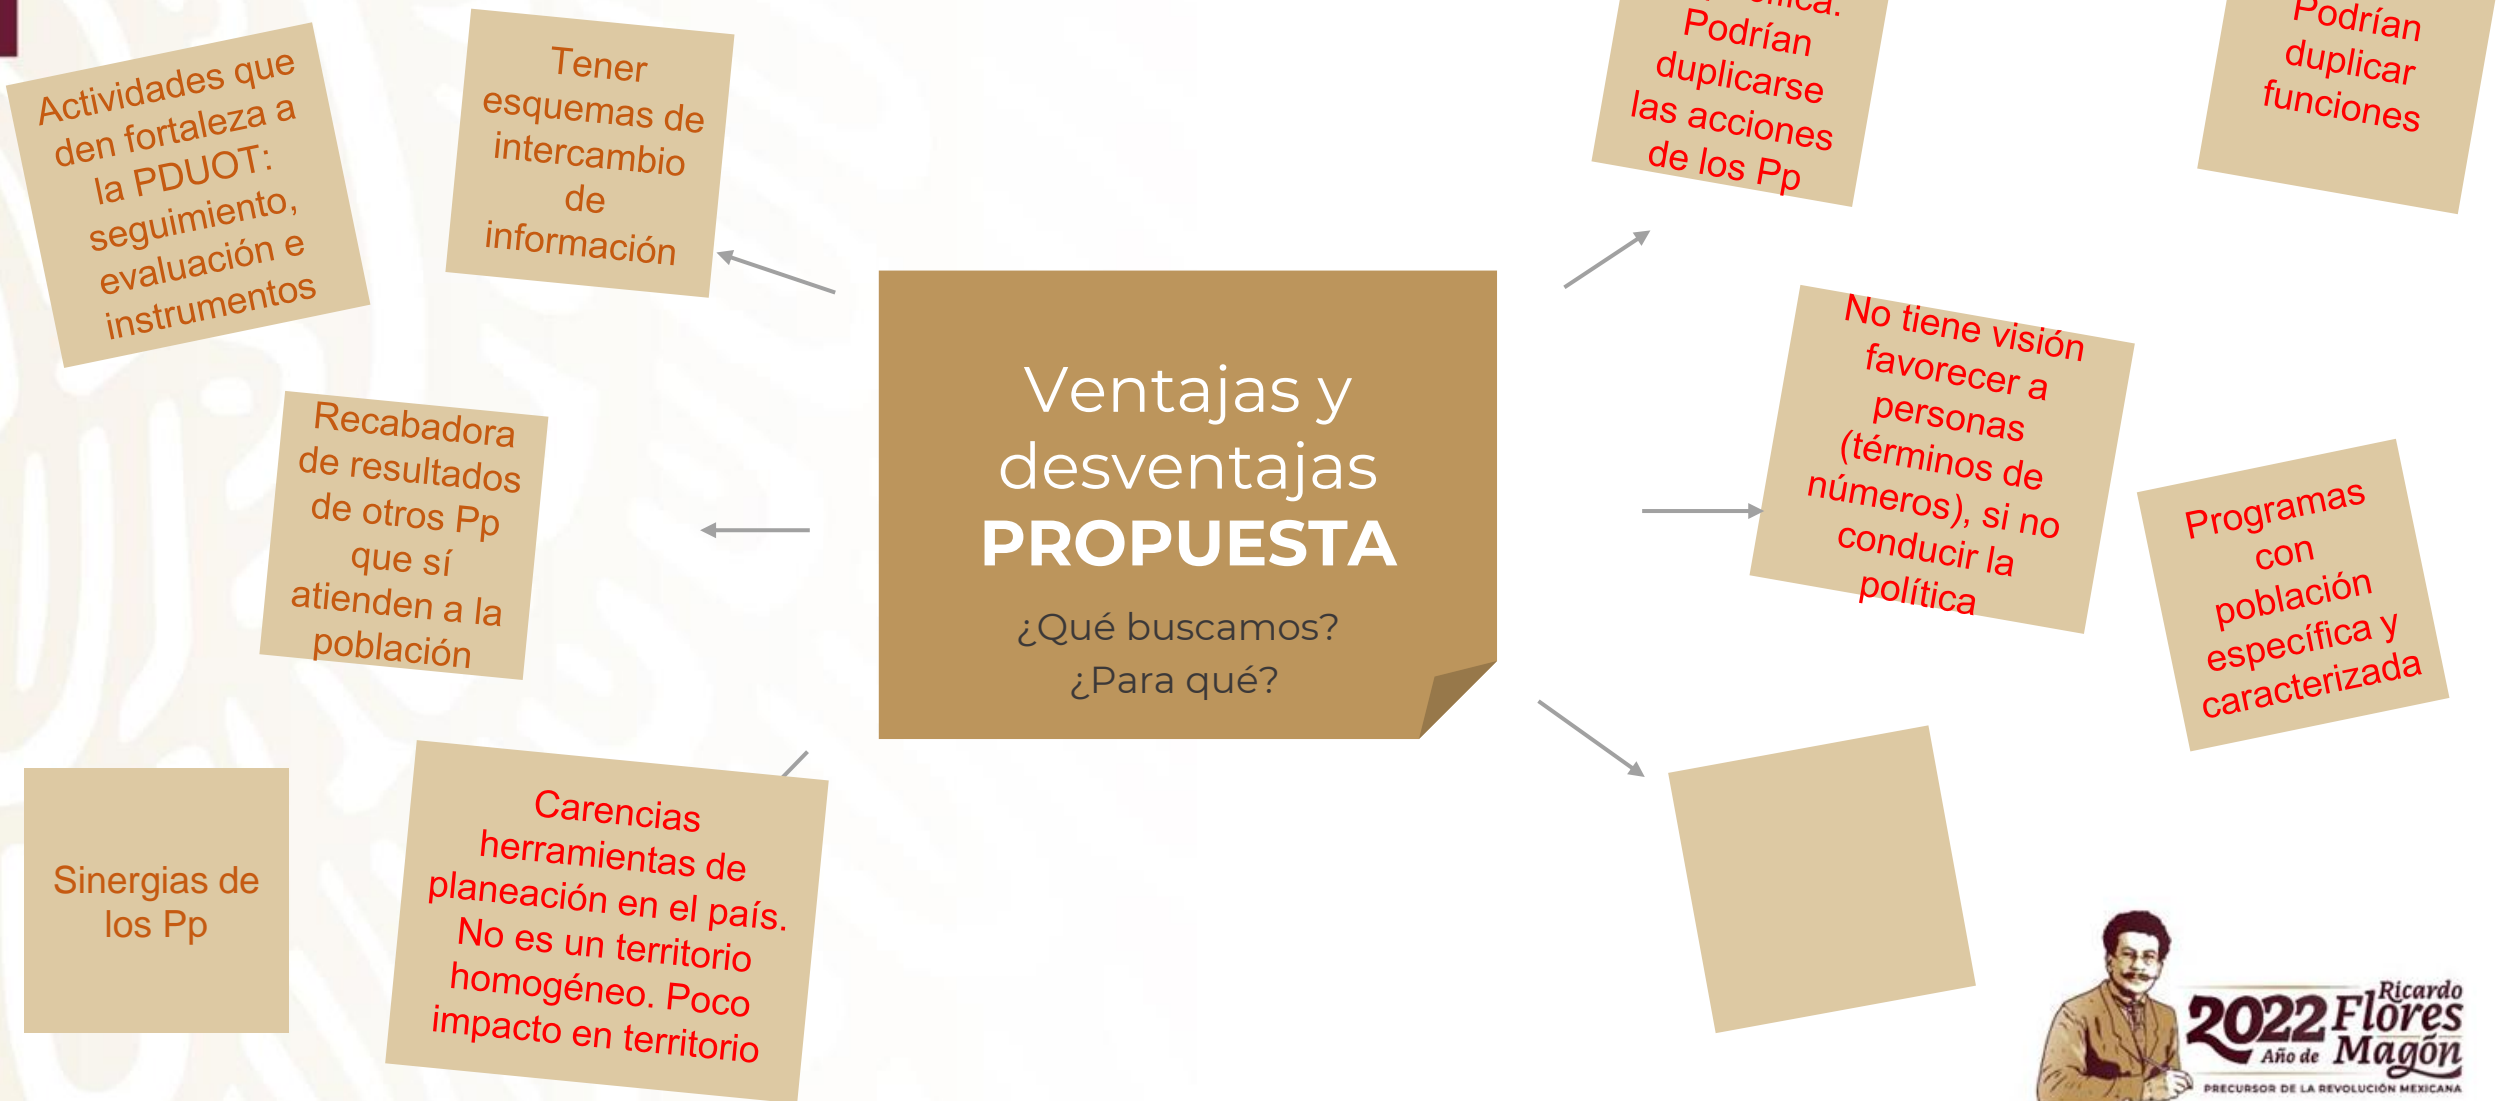 Actividades que
den fortaleza a
la PDUOT:
seguimiento,
evaluación e
instrumentos
Tener
esquemas de
intercambio
de
información
Recabadora
de resultados
de otros Pp
que sí
atienden a la
población
Sinergias de
los Pp
Carencias
herramientas de
planeación en el país.
No es un territorio
homogéneo. Poco
impacto en territorio
Ventajas y
desventajas
PROPUESTA
¿Qué buscamos?
¿Para qué?
Podrían
duplicarse
las acciones
de los Pp
Podrían
duplicar
funciones
No tiene visión
favorecer a
personas
(términos de
números), si no
conducir la
política
Programas
con
población
específica y
caracterizada
2022
Año de
Ricardo
Flores
Magón
PRECURSOR DE LA REVOLUCIÓN MEXICANA